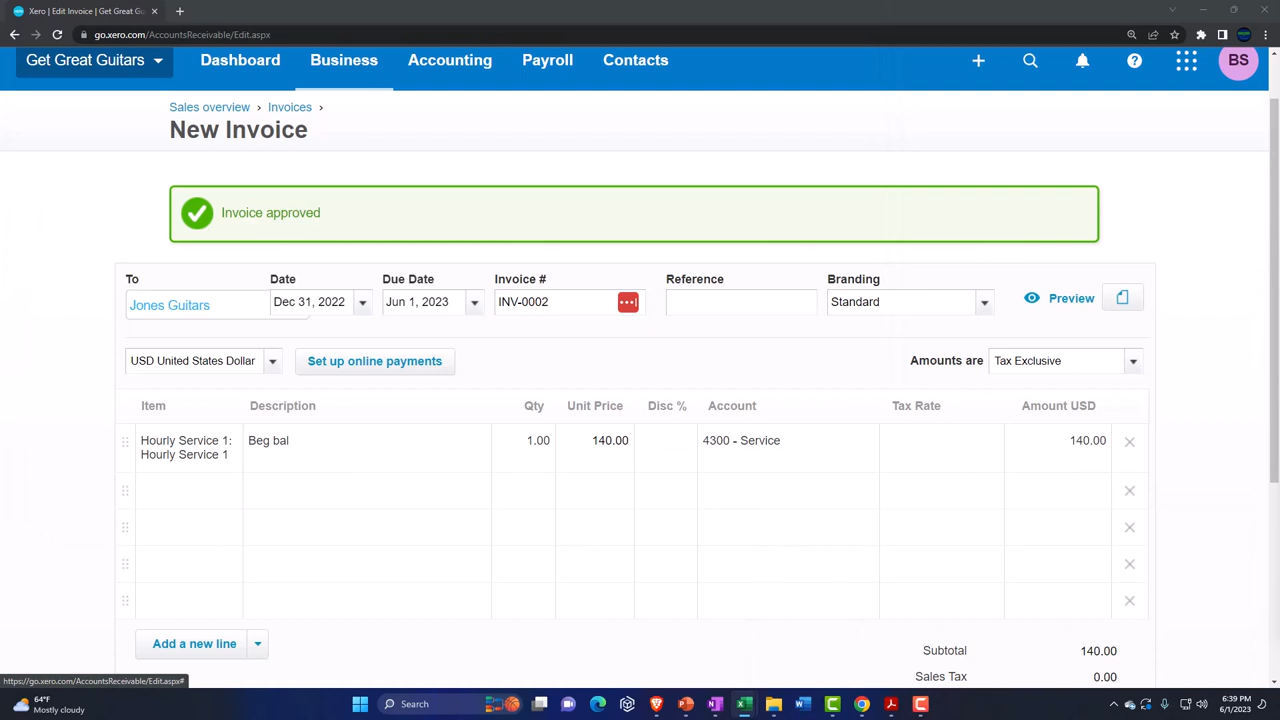 Xero | Edit Invoice | Get Great Gu
go.xero.com/AccountsReceivable/Edit.aspx
Get Great Guitars Dashboard Business Accounting Payroll Contacts BS
Sales overview › Invoices ›
New Invoice
Invoice approved
To Date Due Date Invoice # Reference Branding
Jones Guitars Dec 31, 2022 Jun 1, 2023 INV-0002 Standard Preview
USD United States Dollar Set up online payments Amounts are Tax Exclusive
Item Description Qty Unit Price Disc % Account Tax Rate Amount USD
Hourly Service 1: Beg bal 1.00 140.00 4300 - Service 140.00
Hourly Service 1
Add a new line
Subtotal 140.00
Sales Tax 0.00
https://go.xero.com/AccountsReceivable/Edit.aspx#
64°F
Mostly cloudy
Search
6:39 PM
6/1/2023